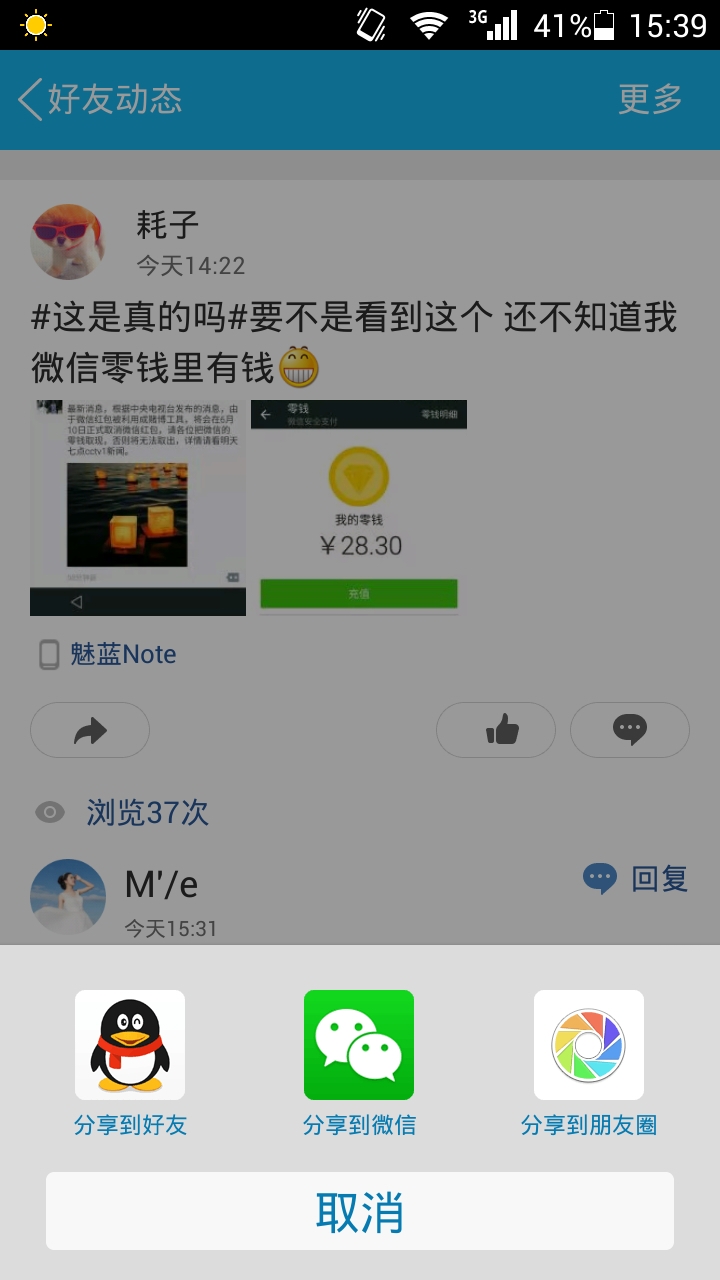 3G 41% 15:39
好友动态 更多
耗子
今天14:22
#这是真的吗#要不是看到这个 还不知道我
微信零钱里有钱
最新消息，根据中央电视台发布的消息，由
于微信红包被利用成赌博工具，将会在6月
10日正式取消微信红包，请各位把微信的
零钱取现，否则将无法取出，详情请看明天
七点cctv1新闻。
零钱 零钱明细
微信安全支付
我的零钱
￥28.30
充值
魅蓝Note
浏览37次
M'/e 回复
今天15:31
分享到好友 分享到微信 分享到朋友圈
取消